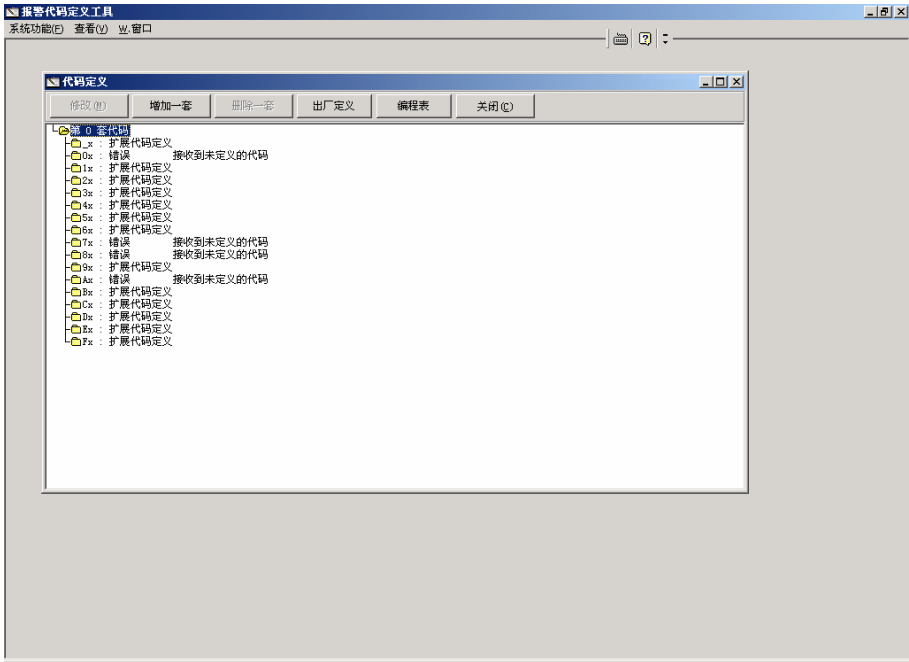 报警代码定义工具
系统功能(F) 查看(V) W.窗口
代码定义
修改(M) 增加一套 册除一套 出厂定义 编程表 关闭(C)
第 0 套代码
_x : 扩展代码定义
0x : 错误 接收到未定义的代码
1x : 扩展代码定义
2x : 扩展代码定义
3x : 扩展代码定义
4x : 扩展代码定义
5x : 扩展代码定义
6x : 扩展代码定义
7x : 错误 接收到未定义的代码
8x : 错误 接收到未定义的代码
9x : 扩展代码定义
Ax : 错误 接收到未定义的代码
Bx : 扩展代码定义
Cx : 扩展代码定义
Dx : 扩展代码定义
Ex : 扩展代码定义
Fx : 扩展代码定义